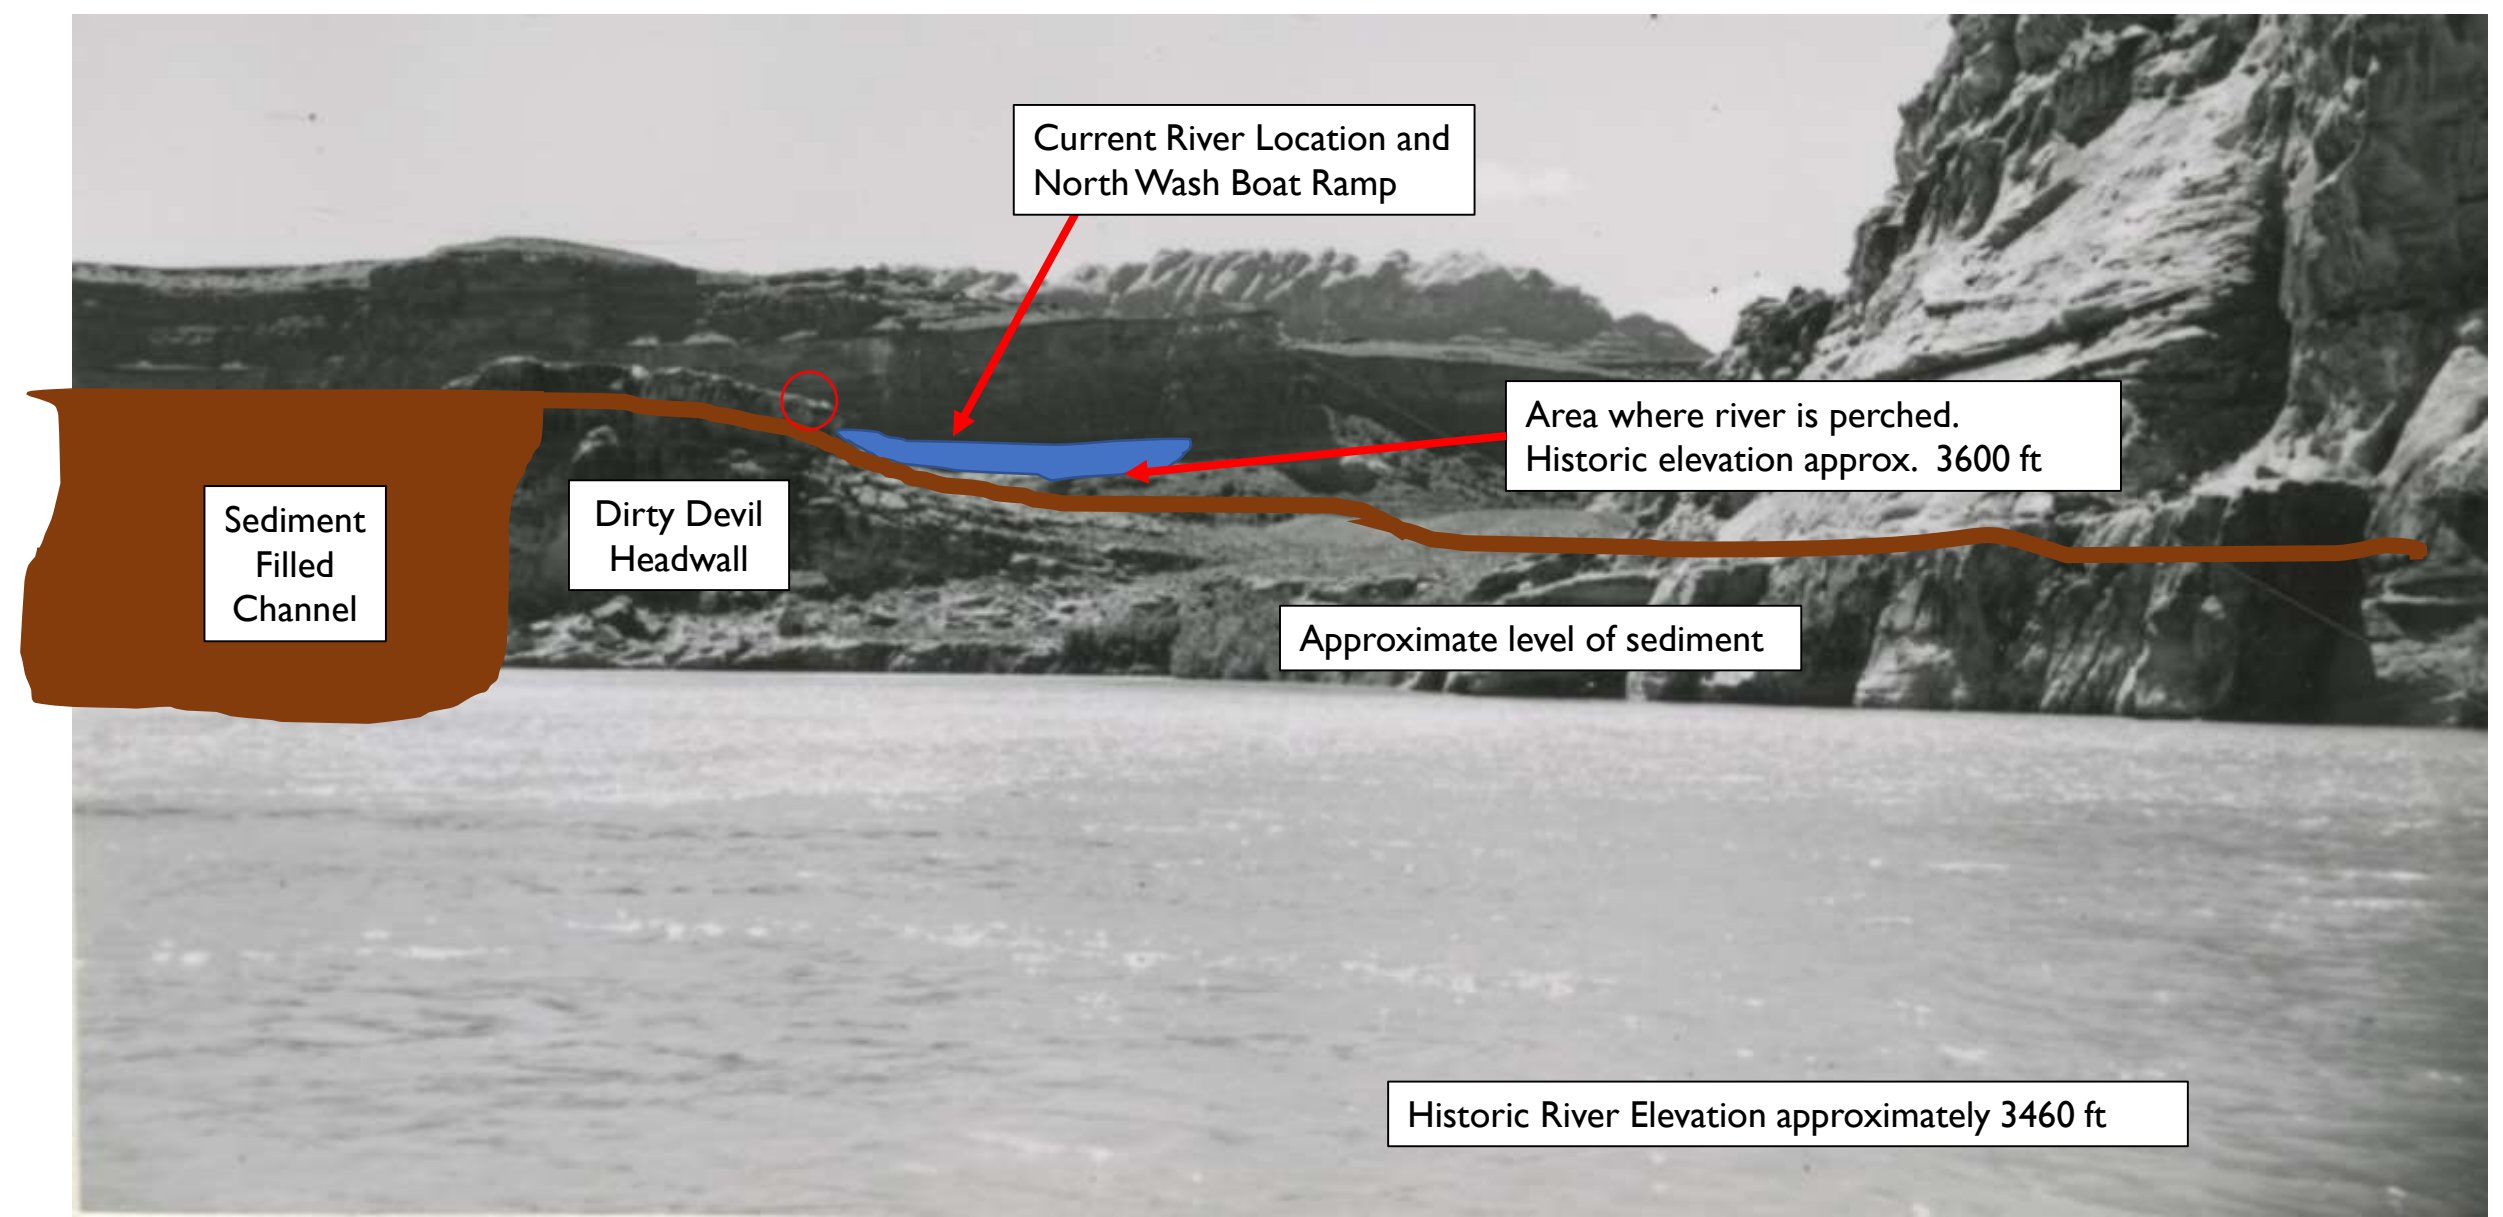 Current River Location and
North Wash Boat Ramp
Area where river is perched.
Historic elevation approx. 3600 ft
Sediment
Filled
Channel
Dirty Devil
Headwall
Approximate level of sediment
Historic River Elevation approximately 3460 ft